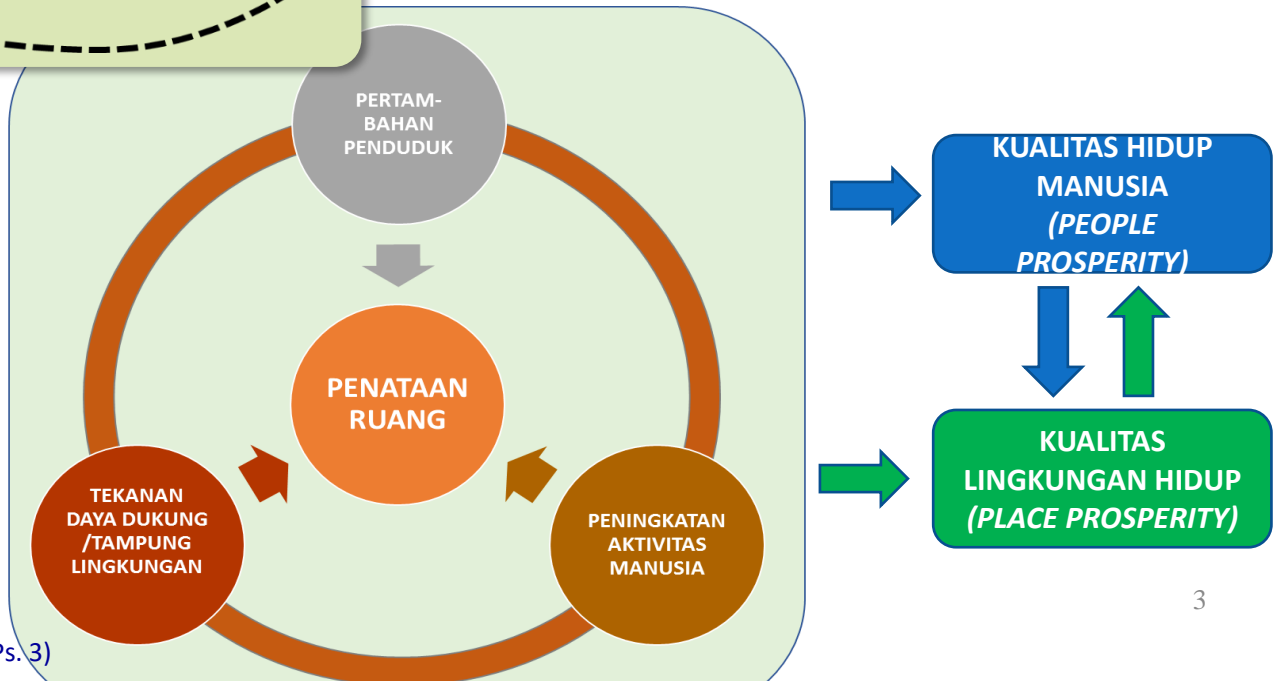 PERTAM-
BAHAN
PENDUDUK
PENATAAN
RUANG
TEKANAN
DAYA DUKUNG
/TAMPUNG
LINGKUNGAN
PENINGKATAN
AKTIVITAS
MANUSIA
KUALITAS HIDUP
MANUSIA
(PEOPLE
PROSPERITY)
KUALITAS
LINGKUNGAN HIDUP
(PLACE PROSPERITY)
3
Ps. 3)